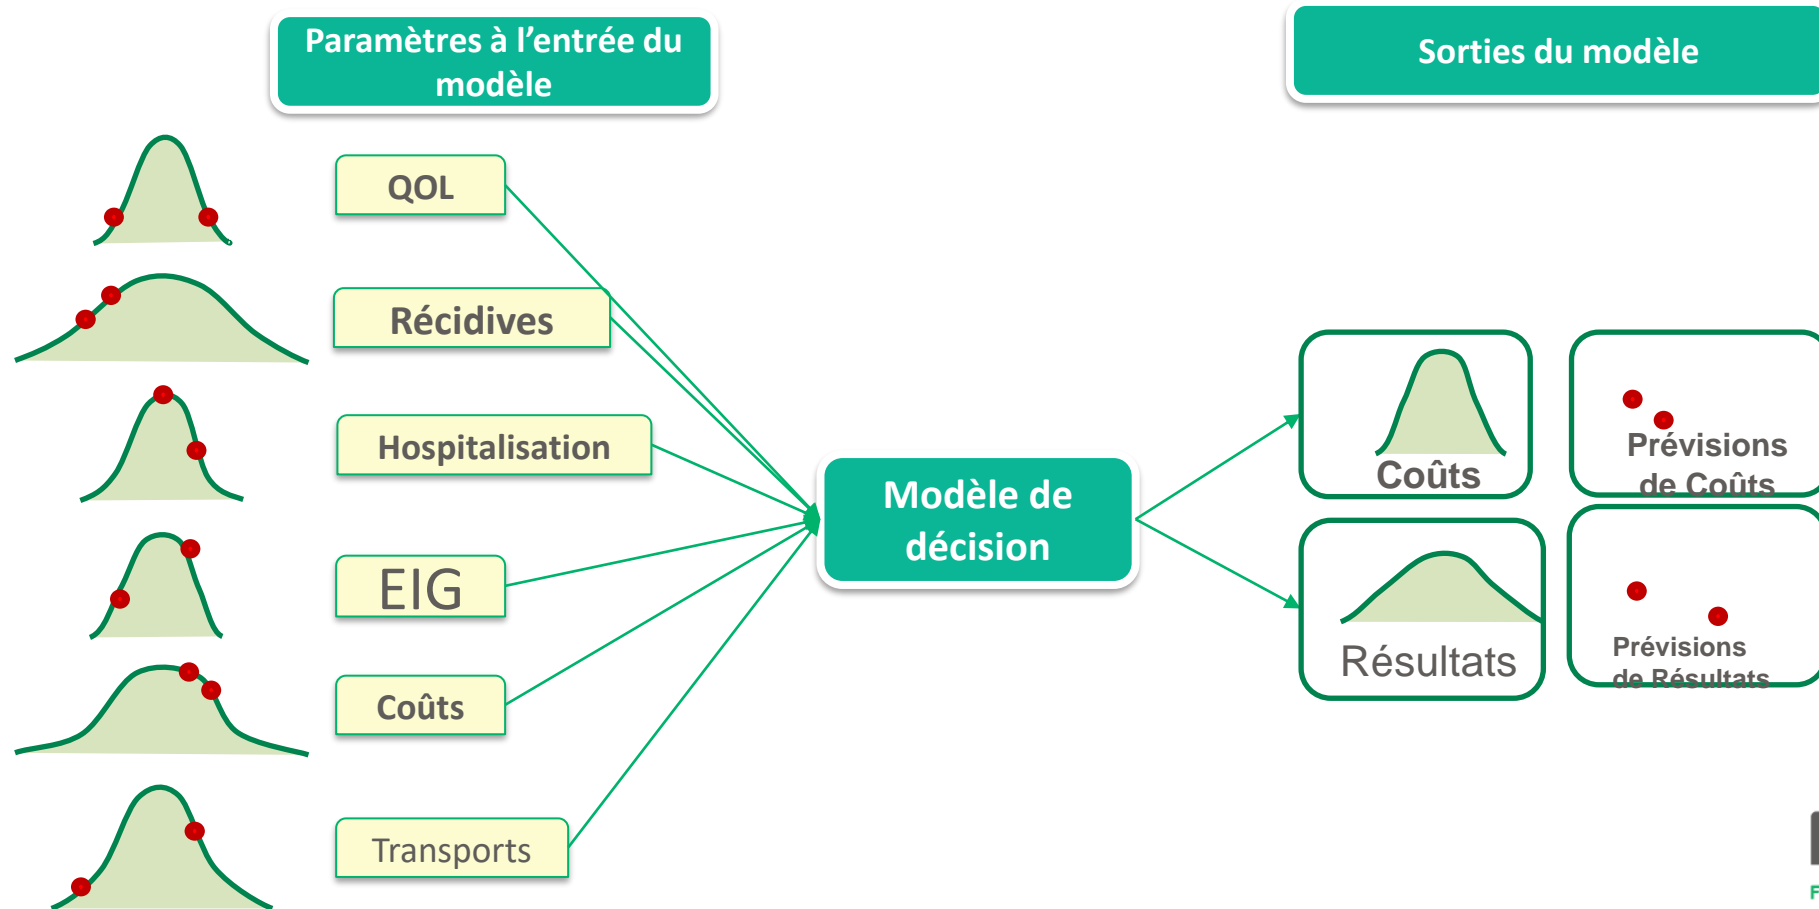 Paramètres à l’entrée du
modèle
Sorties du modèle
QOL
Récidives
Hospitalisation
EIG
Coûts
Transports
Modèle de
décision
Coûts
Prévisions
de Coûts
Résultats
Prévisions
de Résultats
F